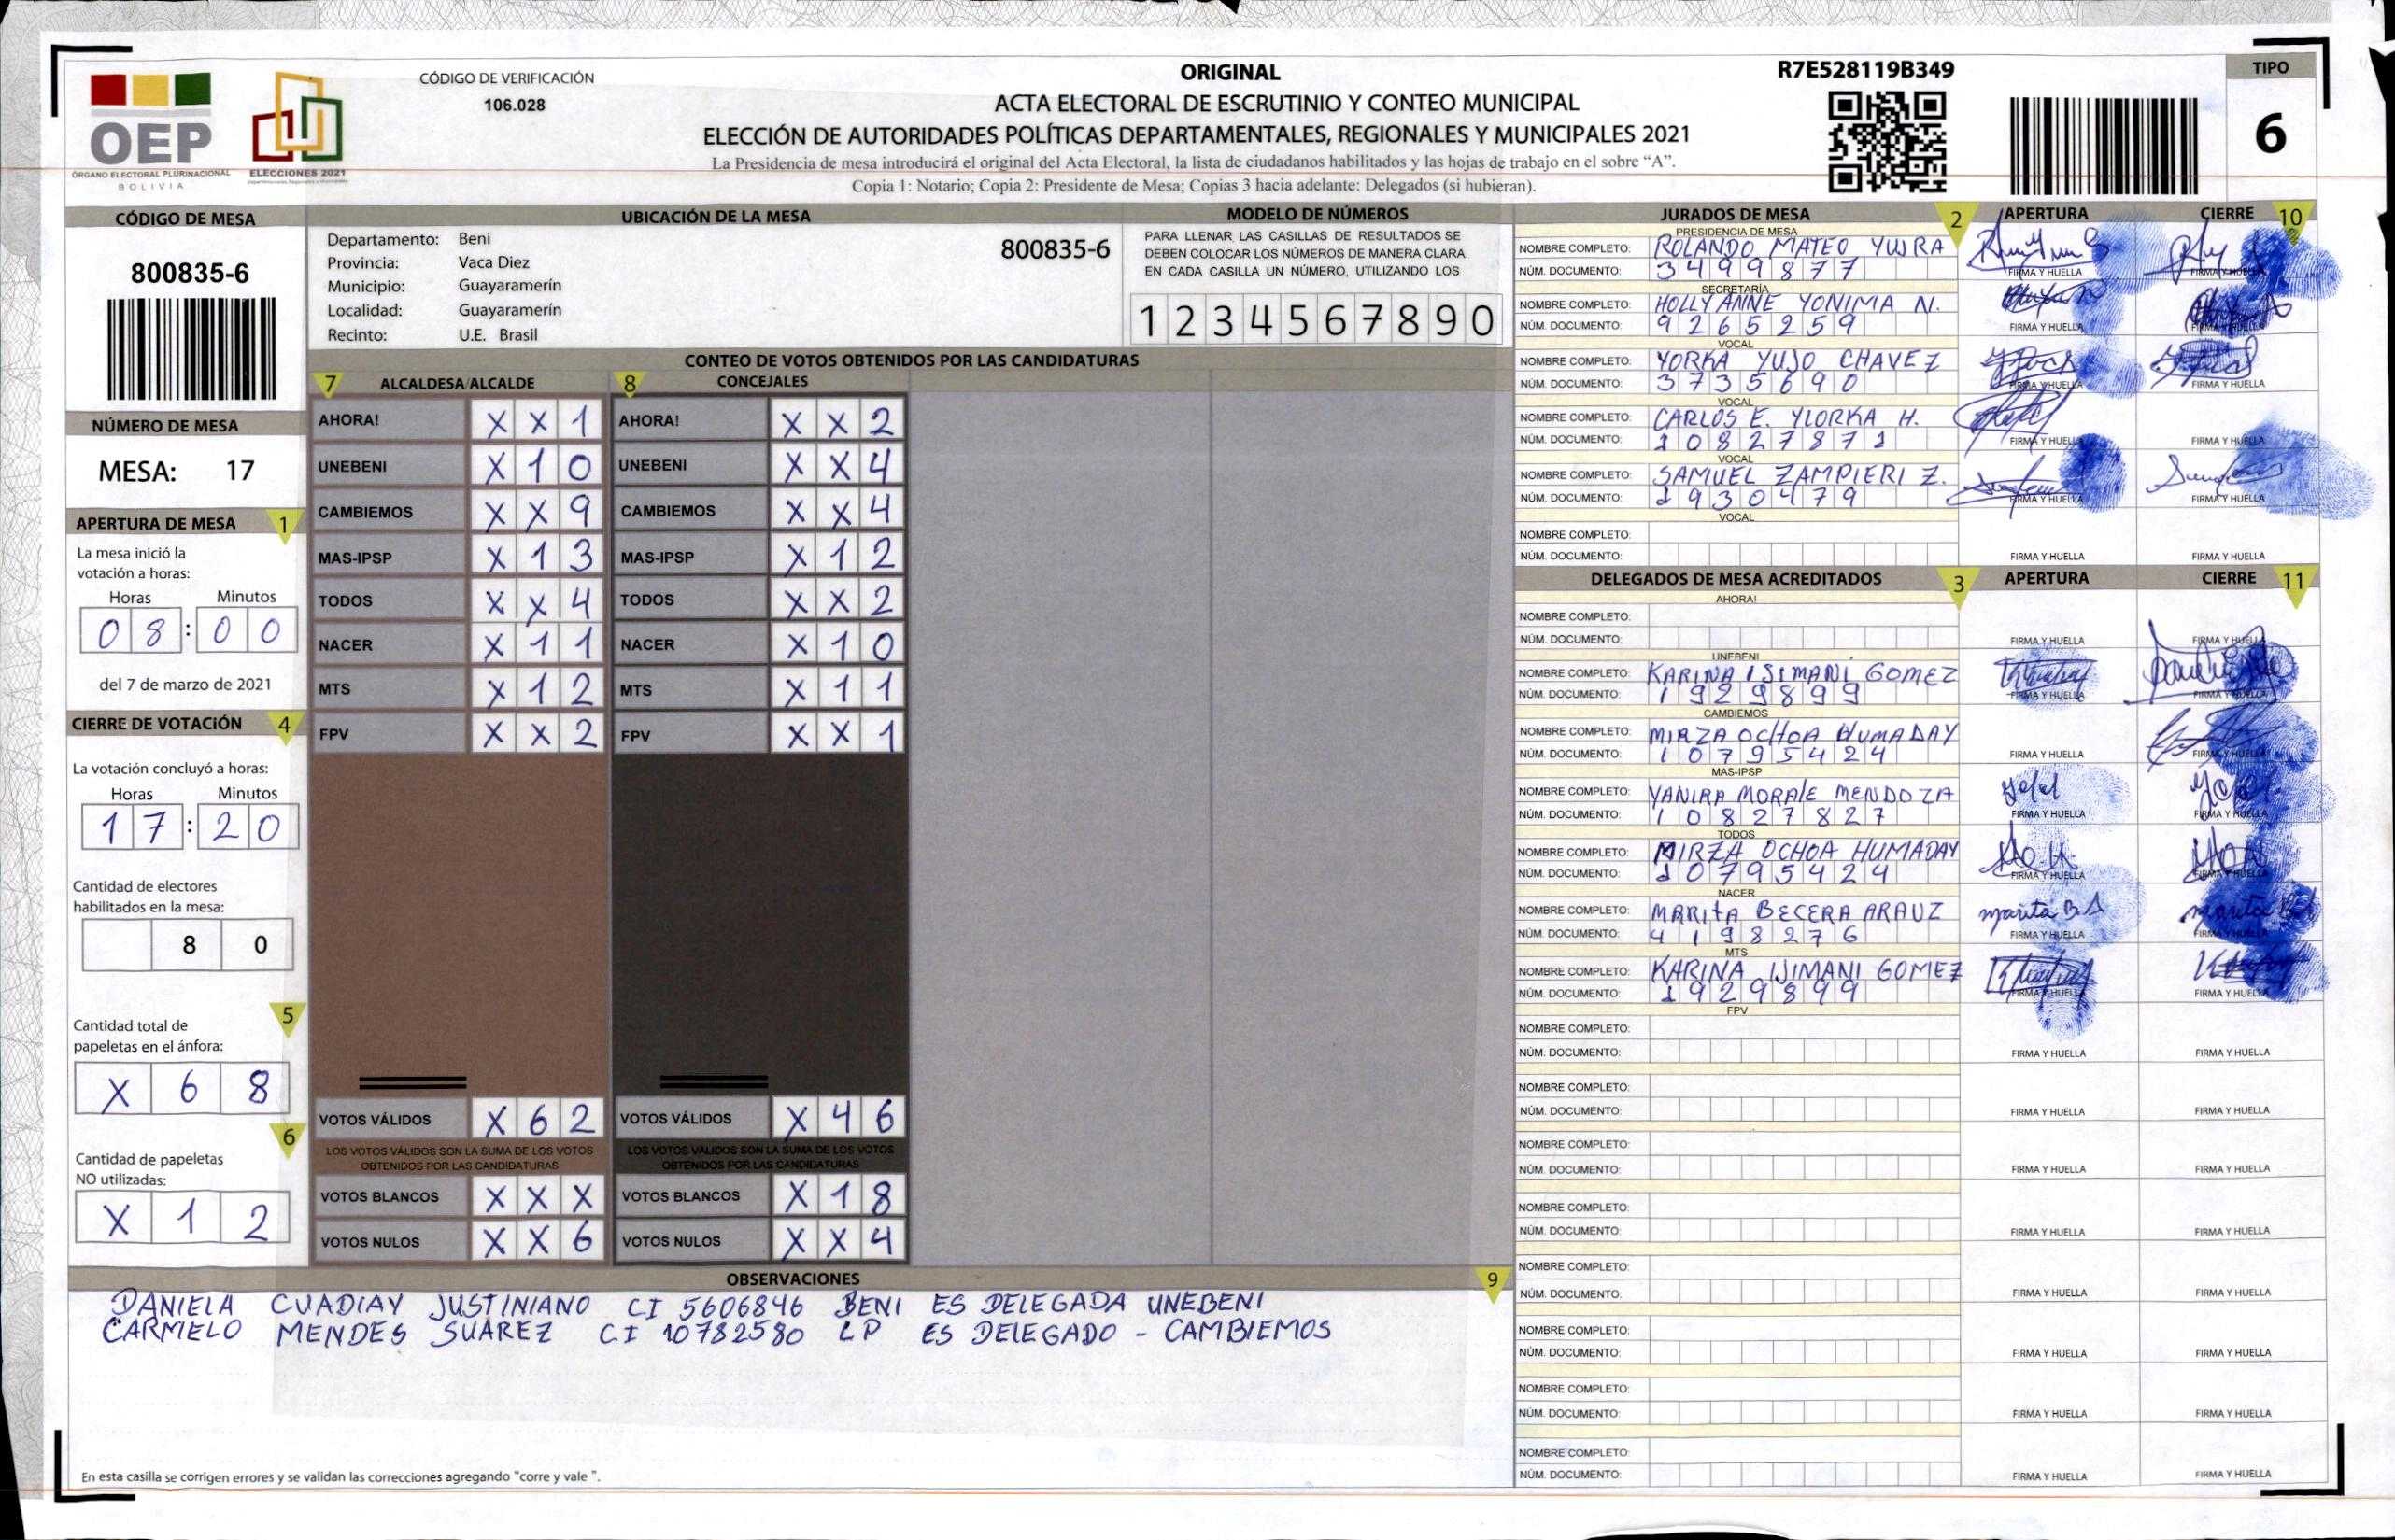 OEP
ÓRGANO ELECTORAL PLURINACIONAL
BOLIVIA
ELECCIONES 2021
CÓDIGO DE VERIFICACIÓN
106.028
ORIGINAL
ACTA ELECTORAL DE ESCRUTINIO Y CONTEO MUNICIPAL
ELECCIÓN DE AUTORIDADES POLÍTICAS DEPARTAMENTALES, REGIONALES Y MUNICIPALES 2021
La Presidencia de mesa introducirá el original del Acta Electoral, la lista de ciudadanos habilitados y las hojas de trabajo en el sobre “A”.
Copia 1: Notario; Copia 2: Presidente de Mesa; Copias 3 hacia adelante: Delegados (si hubieran).
R7E528119B349
TIPO
6
CÓDIGO DE MESA
800835-6
NÚMERO DE MESA
MESA: 17
APERTURA DE MESA 1
La mesa inició la
votación a horas:
Horas Minutos
08:00
del 7 de marzo de 2021
CIERRE DE VOTACIÓN 4
La votación concluyó a horas:
Horas Minutos
17:20
Cantidad de electores
habilitados en la mesa:
8 0
5
Cantidad total de
papeletas en el ánfora:
X 6 8
6
Cantidad de papeletas
NO utilizadas:
X 1 2
UBICACIÓN DE LA MESA
Departamento: Beni
Provincia: Vaca Diez
Municipio: Guayaramerín
Localidad: Guayaramerín
Recinto: U.E. Brasil
800835-6
MODELO DE NÚMEROS
PARA LLENAR LAS CASILLAS DE RESULTADOS SE
DEBEN COLOCAR LOS NÚMEROS DE MANERA CLARA.
EN CADA CASILLA UN NÚMERO, UTILIZANDO LOS
1 2 3 4 5 6 7 8 9 0
CONTEO DE VOTOS OBTENIDOS POR LAS CANDIDATURAS
7 ALCALDESA/ALCALDE 8 CONCEJALES
AHORA! X X 1 AHORA! X X 2
UNEBENI X 1 0 UNEBENI X X 4
CAMBIEMOS X X 9 CAMBIEMOS X X 4
MAS-IPSP X 1 3 MAS-IPSP X 1 2
TODOS X X 4 TODOS X X 2
NACER X 1 1 NACER X 1 0
MTS X 1 2 MTS X 1 1
FPV X X 2 FPV X X 1
VOTOS VÁLIDOS X 6 2 VOTOS VÁLIDOS X 4 6
LOS VOTOS VÁLIDOS SON LA SUMA DE LOS VOTOS LOS VOTOS VÁLIDOS SON LA SUMA DE LOS VOTOS
OBTENIDOS POR LAS CANDIDATURAS OBTENIDOS POR LAS CANDIDATURAS
VOTOS BLANCOS X X X VOTOS BLANCOS X 1 8
VOTOS NULOS X X 6 VOTOS NULOS X X 4
OBSERVACIONES 9
DANIELA CUADIAY JUSTINIANO CI 5606846 BENI ES DELEGADA UNEBENI
CARMELO MENDES SUAREZ CI 10782580 LP ES DELEGADO - CAMBIEMOS
En esta casilla se corrigen errores y se validan las correcciones agregando "corre y vale ".
JURADOS DE MESA 2 APERTURA CIERRE 10
PRESIDENCIA DE MESA
NOMBRE COMPLETO: ROLANDO MATEO YUJRA
NÚM. DOCUMENTO: 3499877 FIRMA Y HUELLA FIRMA Y HUELLA
SECRETARÍA
NOMBRE COMPLETO: HOLLY ANNE YONIMA N.
NÚM. DOCUMENTO: 9265259 FIRMA Y HUELLA FIRMA Y HUELLA
VOCAL
NOMBRE COMPLETO: YORKA YUJO CHAVEZ
NÚM. DOCUMENTO: 3735690 FIRMA Y HUELLA FIRMA Y HUELLA
VOCAL
NOMBRE COMPLETO: CARLOS E. YLORKA H.
NÚM. DOCUMENTO: 10827871 FIRMA Y HUELLA FIRMA Y HUELLA
VOCAL
NOMBRE COMPLETO: SAMUEL ZAMPIERI Z.
NÚM. DOCUMENTO: 1930479 FIRMA Y HUELLA FIRMA Y HUELLA
VOCAL
NOMBRE COMPLETO:
NÚM. DOCUMENTO: FIRMA Y HUELLA FIRMA Y HUELLA
DELEGADOS DE MESA ACREDITADOS 3 APERTURA CIERRE 11
AHORA!
NOMBRE COMPLETO:
NÚM. DOCUMENTO: FIRMA Y HUELLA FIRMA Y HUELLA
UNEBENI
NOMBRE COMPLETO: KARINA ISIMANI GOMEZ
NÚM. DOCUMENTO: 1929899 FIRMA Y HUELLA FIRMA Y HUELLA
CAMBIEMOS
NOMBRE COMPLETO: MIRZA OCHOA HUMADAY
NÚM. DOCUMENTO: 10795424 FIRMA Y HUELLA FIRMA Y HUELLA
MAS-IPSP
NOMBRE COMPLETO: YANIRA MORALE MENDOZA
NÚM. DOCUMENTO: 10827827 FIRMA Y HUELLA FIRMA Y HUELLA
TODOS
NOMBRE COMPLETO: MIRZA OCHOA HUMADAY
NÚM. DOCUMENTO: 10795424 FIRMA Y HUELLA FIRMA Y HUELLA
NACER
NOMBRE COMPLETO: MARITA BECERA ARAUZ marita B A
NÚM. DOCUMENTO: 4198276 FIRMA Y HUELLA FIRMA Y HUELLA
MTS
NOMBRE COMPLETO: KARINA IJIMANI GOMEZ
NÚM. DOCUMENTO: 1929899 FIRMA Y HUELLA FIRMA Y HUELLA
FPV
NOMBRE COMPLETO:
NÚM. DOCUMENTO: FIRMA Y HUELLA FIRMA Y HUELLA
NOMBRE COMPLETO:
NÚM. DOCUMENTO: FIRMA Y HUELLA FIRMA Y HUELLA
NOMBRE COMPLETO:
NÚM. DOCUMENTO: FIRMA Y HUELLA FIRMA Y HUELLA
NOMBRE COMPLETO:
NÚM. DOCUMENTO: FIRMA Y HUELLA FIRMA Y HUELLA
NOMBRE COMPLETO:
NÚM. DOCUMENTO: FIRMA Y HUELLA FIRMA Y HUELLA
NOMBRE COMPLETO:
NÚM. DOCUMENTO: FIRMA Y HUELLA FIRMA Y HUELLA
NOMBRE COMPLETO:
NÚM. DOCUMENTO: FIRMA Y HUELLA FIRMA Y HUELLA
NOMBRE COMPLETO:
NÚM. DOCUMENTO: FIRMA Y HUELLA FIRMA Y HUELLA